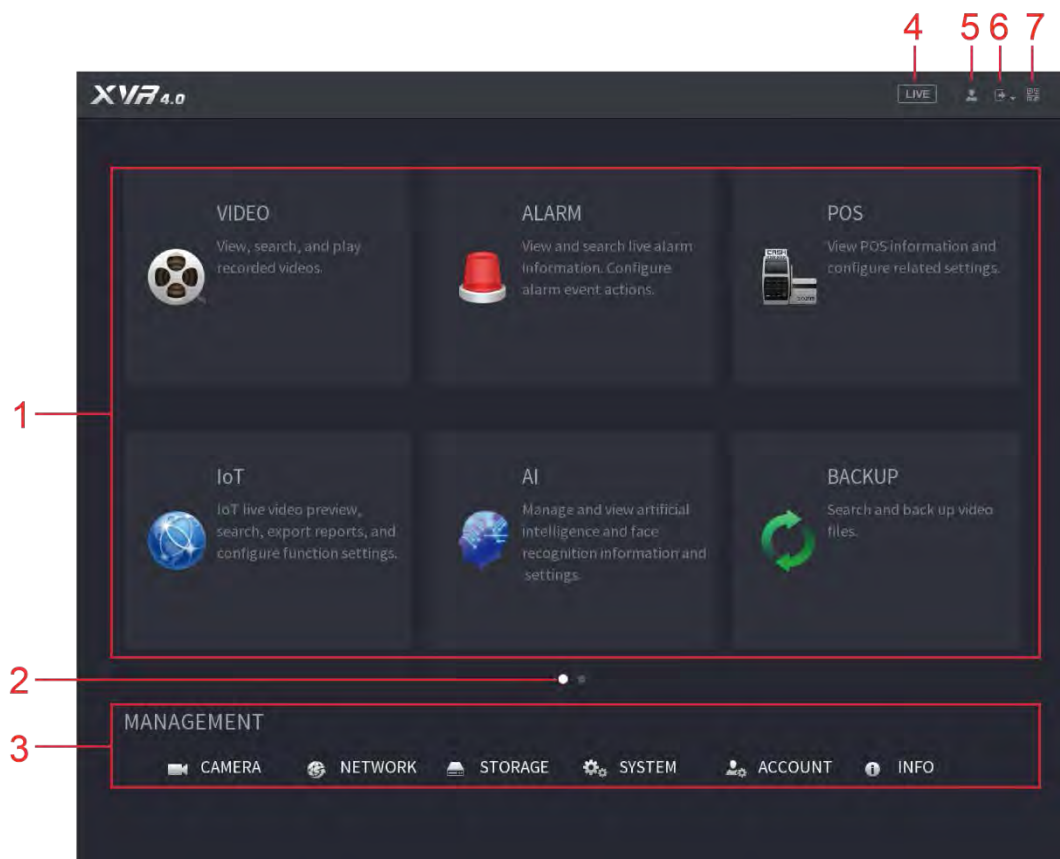 4 5 6 7
XVR 4.0
LIVE
VIDEO
View, search, and play
recorded videos.
ALARM
View and search live alarm
information. Configure
alarm event actions.
POS
View POS information and
configure related settings.
1
IoT
IoT live video preview,
search, export reports, and
configure function settings.
AI
Manage and view artificial
intelligence and face
recognition information and
settings.
BACKUP
Search and back up video
files.
2
3
MANAGEMENT
CAMERA NETWORK STORAGE SYSTEM ACCOUNT INFO